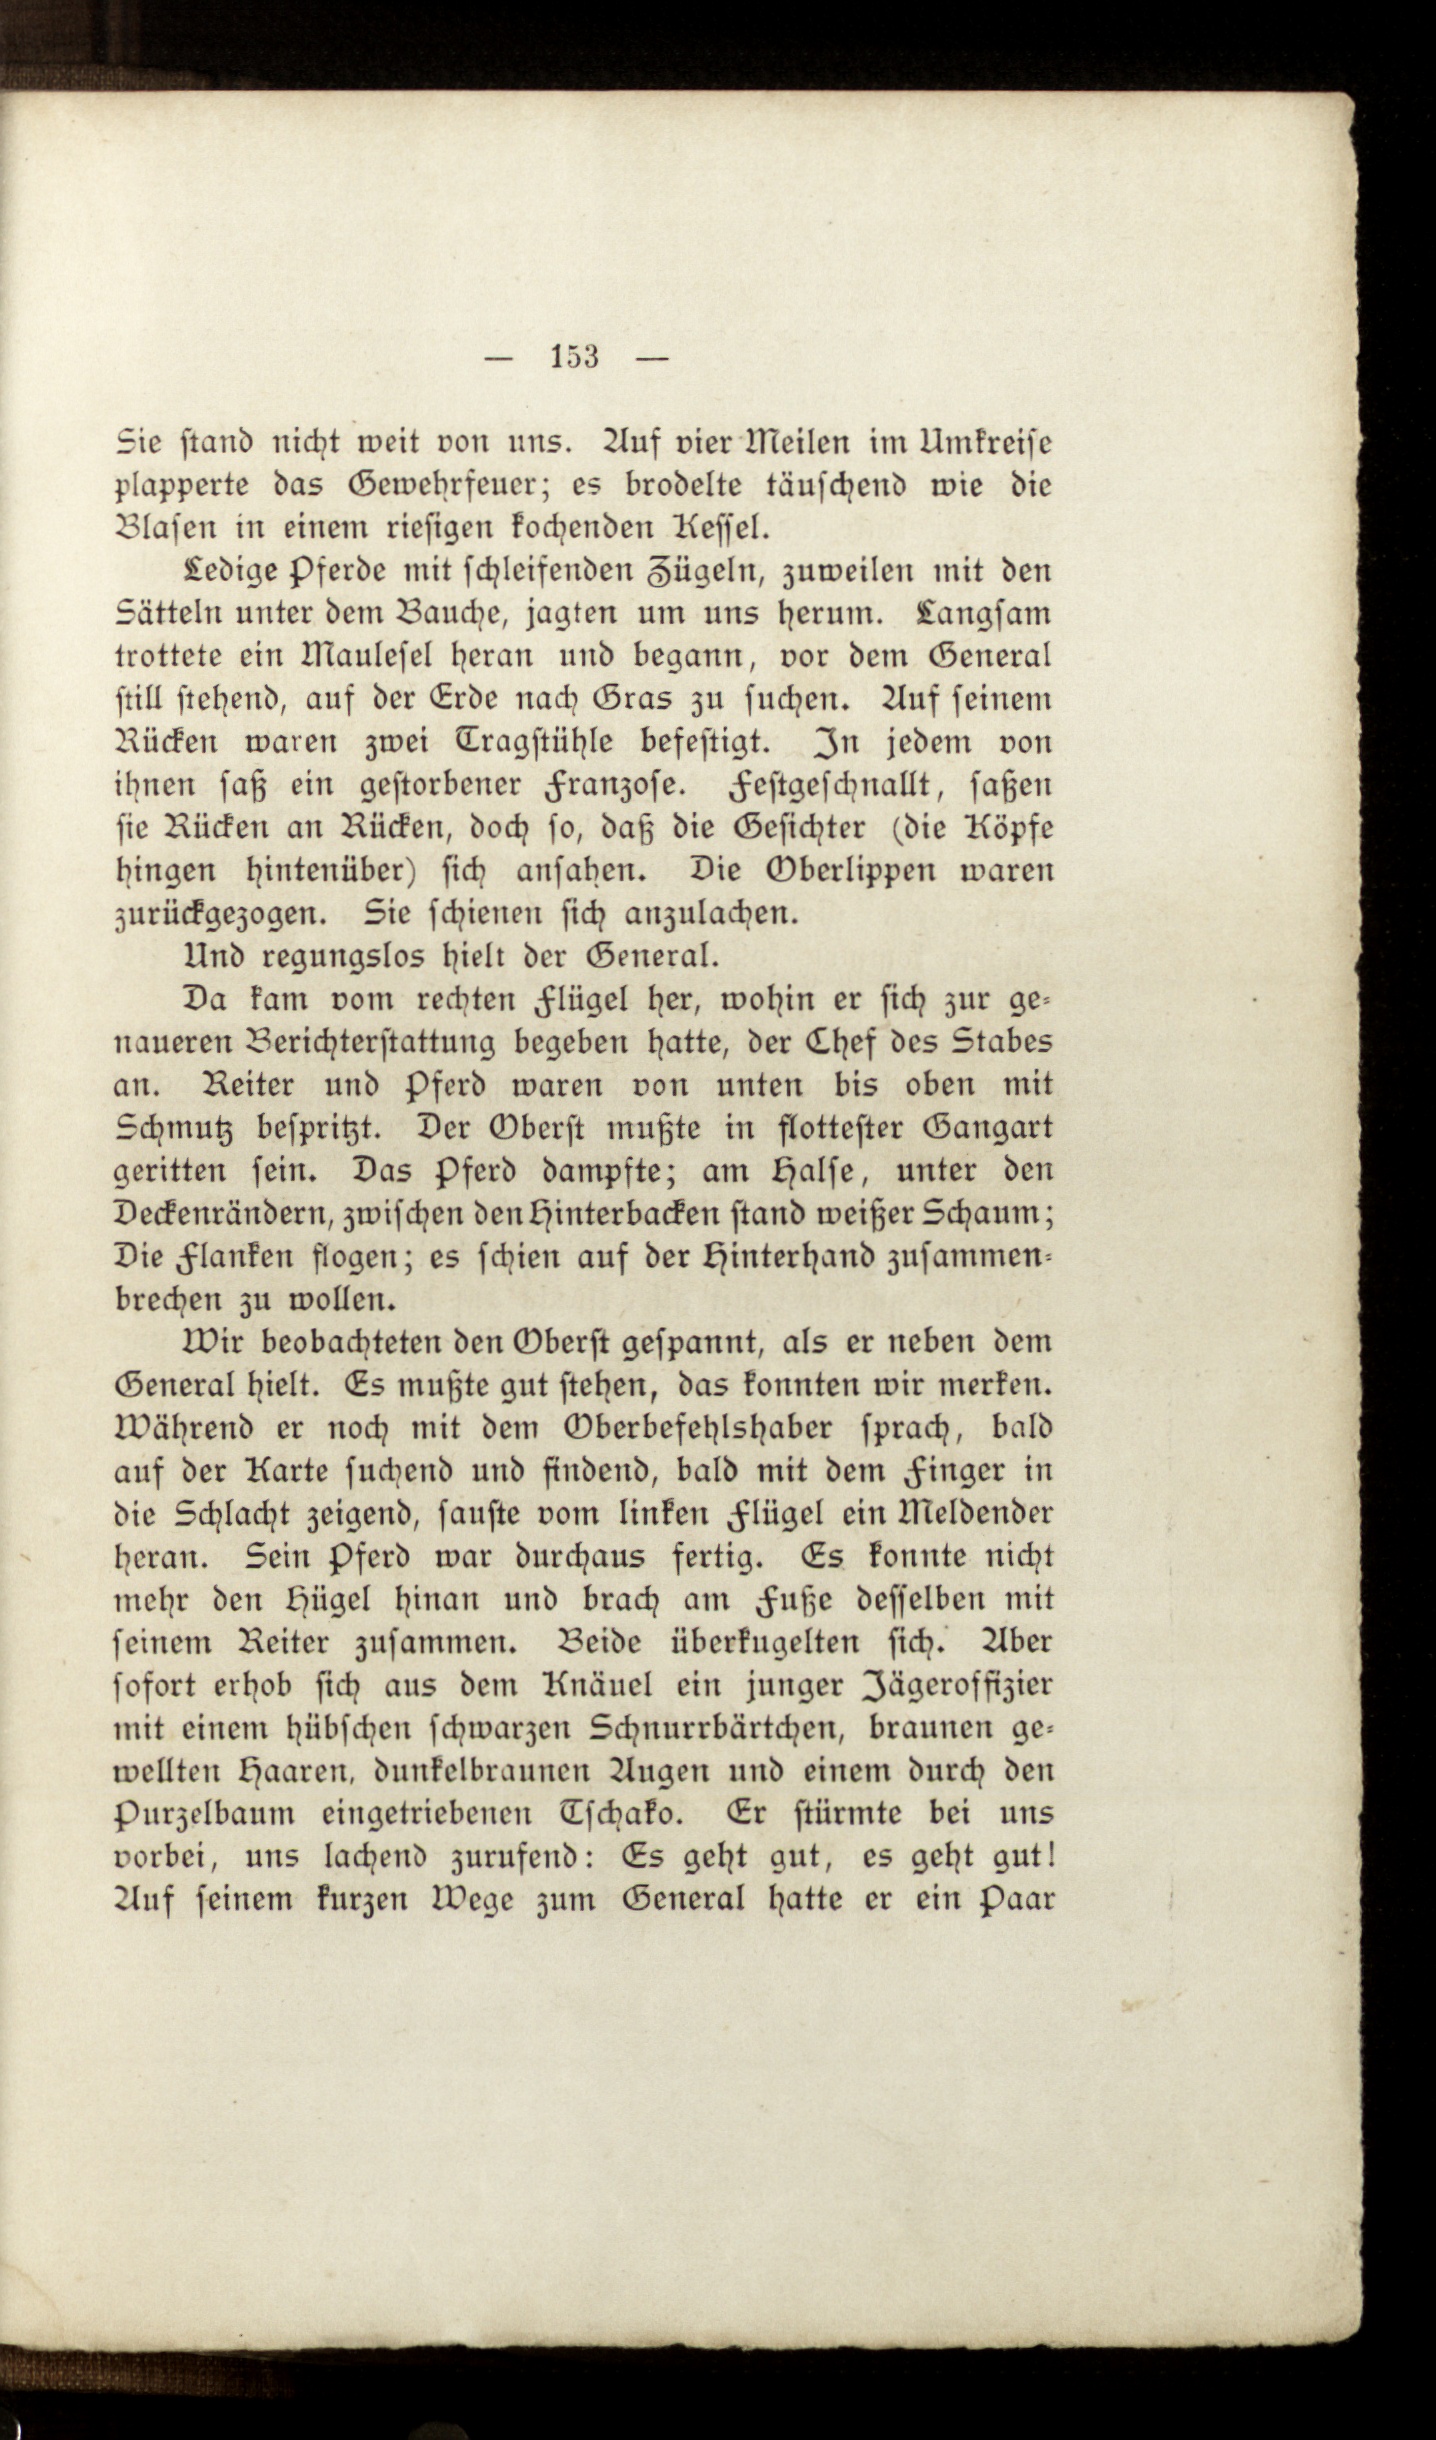 — 153 —
Sie stand nicht weit von uns. Auf vier Meilen im Umkreise
plapperte das Gewehrfeuer; es brodelte täuschend wie die
Blasen in einem riesigen kochenden Kessel.
Ledige Pferde mit schleifenden Zügeln, zuweilen mit den
Sätteln unter dem Bauche, jagten um uns herum. Langsam
trottete ein Maulesel heran und begann, vor dem General
still stehend, auf der Erde nach Gras zu suchen. Auf seinem
Rücken waren zwei Tragstühle befestigt. In jedem von
ihnen saß ein gestorbener Franzose. Festgeschnallt, saßen
sie Rücken an Rücken, doch so, daß die Gesichter (die Köpfe
hingen hintenüber) sich ansahen. Die Oberlippen waren
zurückgezogen. Sie schienen sich anzulachen.
Und regungslos hielt der General.
Da kam vom rechten Flügel her, wohin er sich zur ge-
naueren Berichterstattung begeben hatte, der Chef des Stabes
an. Reiter und Pferd waren von unten bis oben mit
Schmutz bespritzt. Der Oberst mußte in flottester Gangart
geritten sein. Das Pferd dampfte; am Halse, unter den
Deckenrändern, zwischen den Hinterbacken stand weißer Schaum;
Die Flanken flogen; es schien auf der Hinterhand zusammen-
brechen zu wollen.
Wir beobachteten den Oberst gespannt, als er neben dem
General hielt. Es mußte gut stehen, das konnten wir merken.
Während er noch mit dem Oberbefehlshaber sprach, bald
auf der Karte suchend und findend, bald mit dem Finger in
die Schlacht zeigend, sauste vom linken Flügel ein Meldender
heran. Sein Pferd war durchaus fertig. Es konnte nicht
mehr den Hügel hinan und brach am Fuße desselben mit
seinem Reiter zusammen. Beide überkugelten sich. Aber
sofort erhob sich aus dem Knäuel ein junger Jägeroffizier
mit einem hübschen schwarzen Schnurrbärtchen, braunen ge-
wellten Haaren, dunkelbraunen Augen und einem durch den
Purzelbaum eingetriebenen Tschako. Er stürmte bei uns
vorbei, uns lachend zurufend: Es geht gut, es geht gut!
Auf seinem kurzen Wege zum General hatte er ein Paar